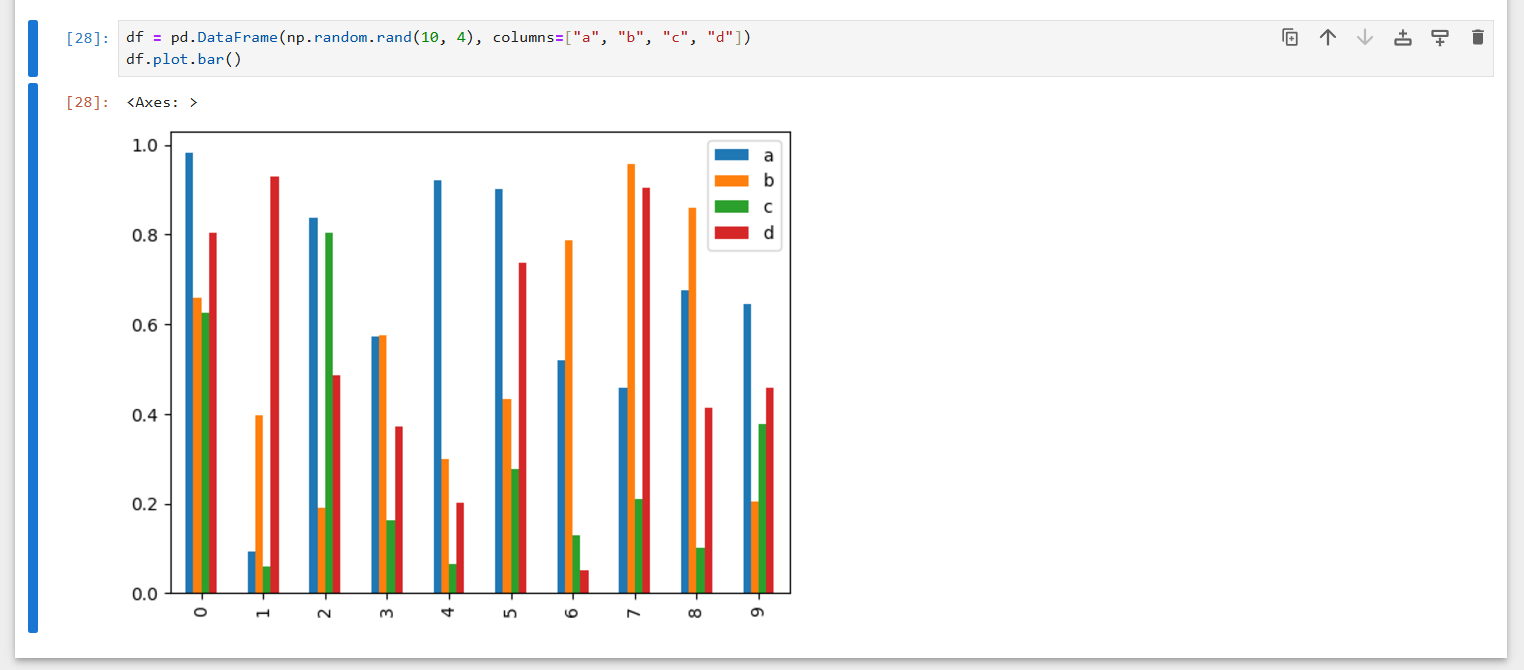 [28]: df = pd.DataFrame(np.random.rand(10, 4), columns=["a", "b", "c", "d"])
df.plot.bar()
[28]: <Axes: >
1.0
0.8
0.6
0.4
0.2
0.0
a
b
c
d
0 1 2 3 4 5 6 7 8 9